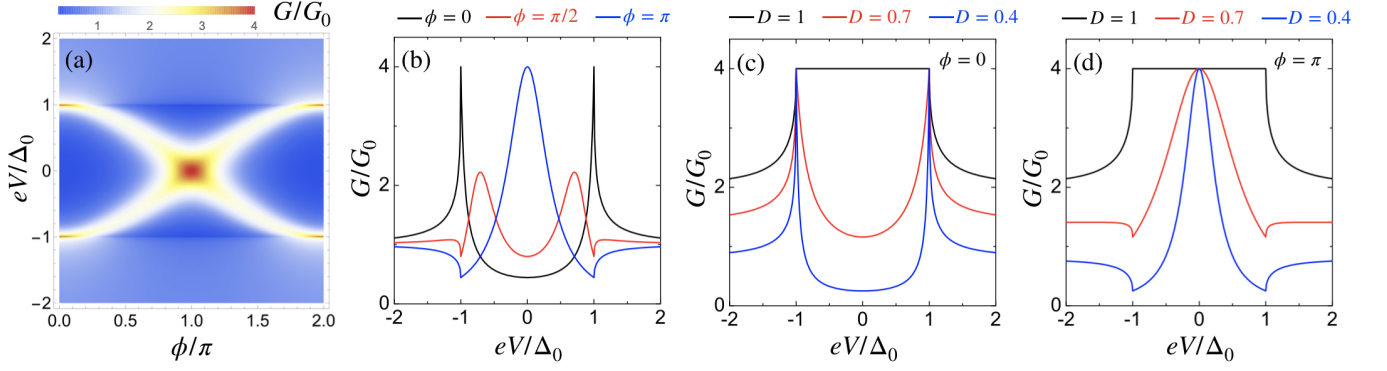 1 2 3 4 G/G₀
(a)
2
1
0
−1
−2
eV/Δ₀
0.0 0.5 1.0 1.5 2.0
ϕ/π
ϕ = 0 ϕ = π/2 ϕ = π
(b)
4
2
0
G/G₀
-2 -1 0 1 2
eV/Δ₀
D = 1 D = 0.7 D = 0.4
(c) ϕ = 0
4
2
0
G/G₀
-2 -1 0 1 2
eV/Δ₀
D = 1 D = 0.7 D = 0.4
(d) ϕ = π
4
2
0
G/G₀
-2 -1 0 1 2
eV/Δ₀